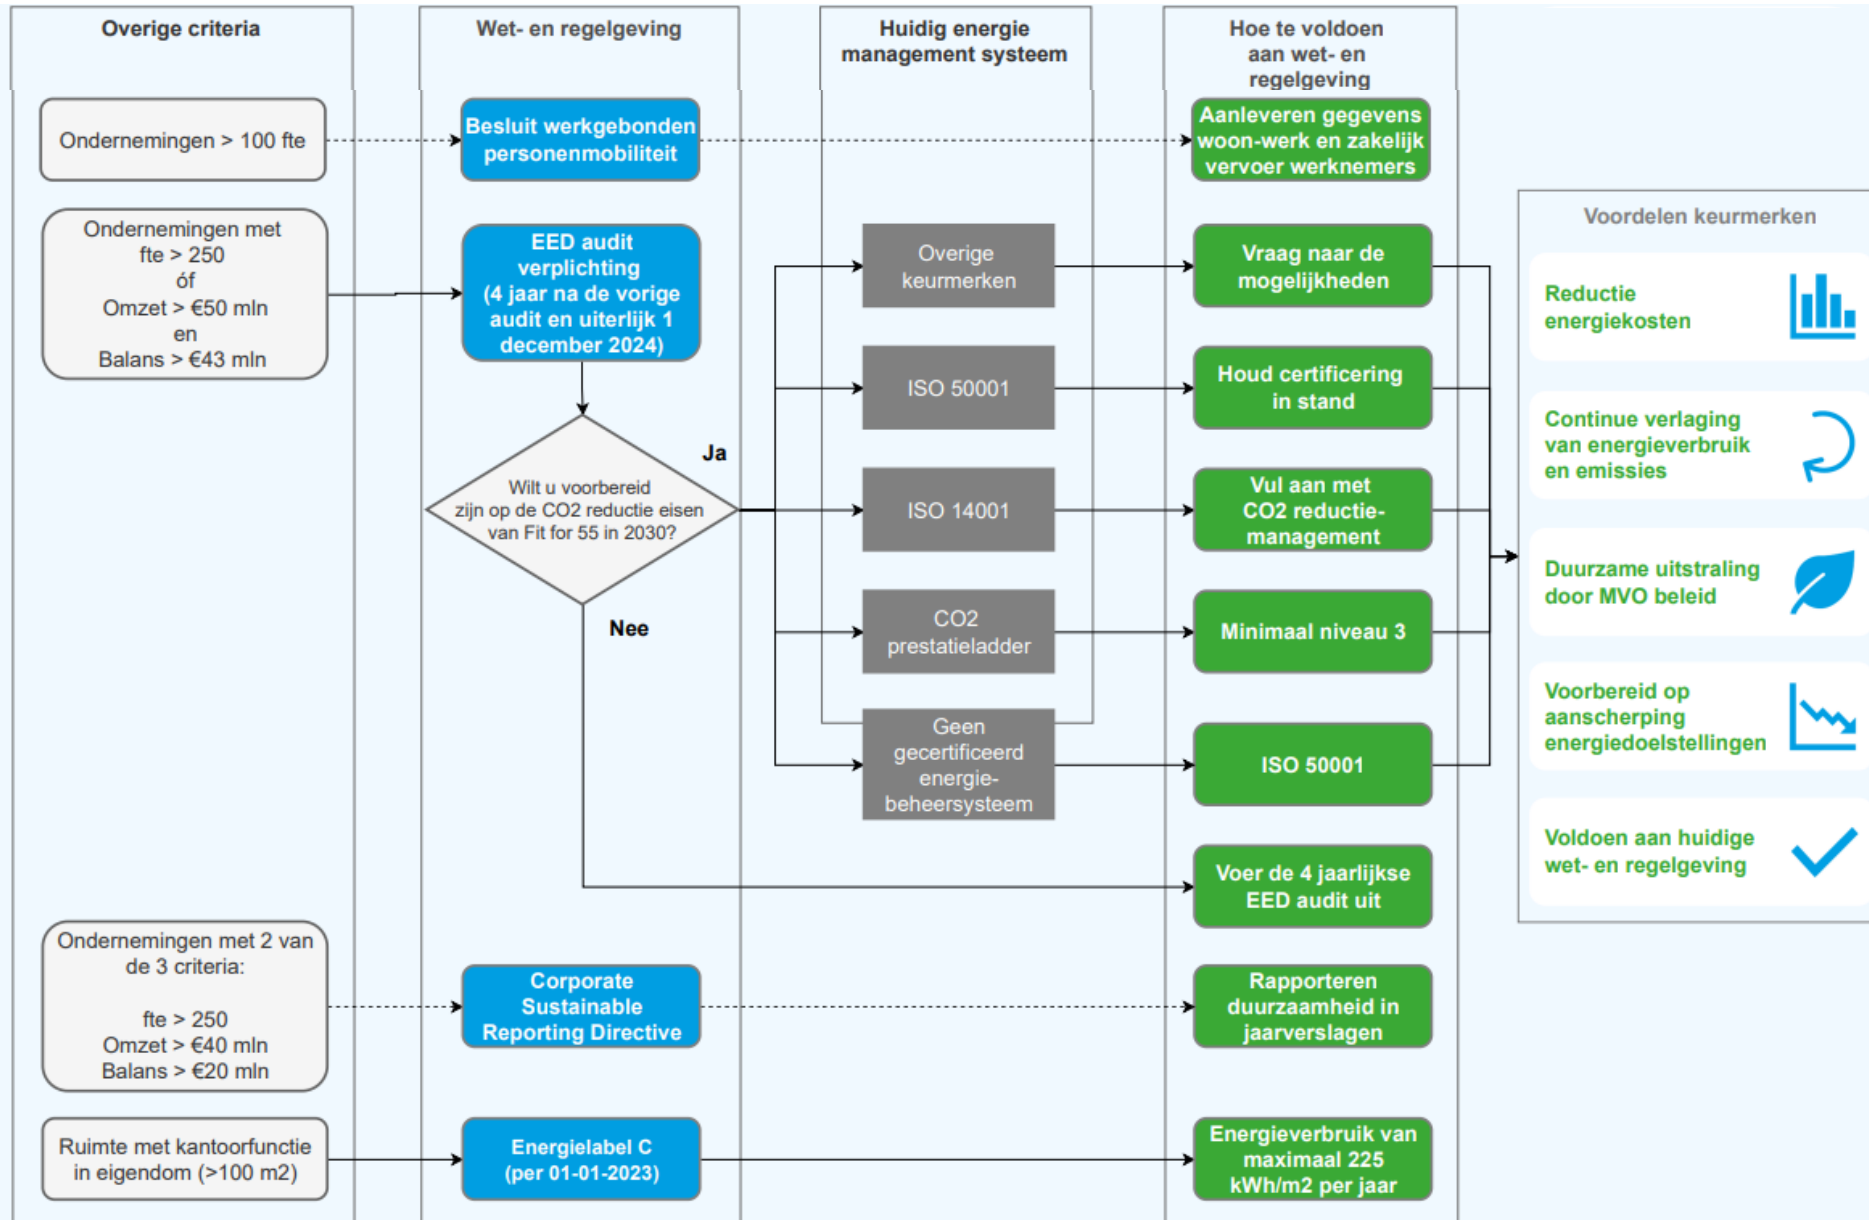 Overige criteria
Wet- en regelgeving
Huidig energie
management systeem
Hoe te voldoen
aan wet- en
regelgeving
Ondernemingen > 100 fte
Besluit werkgebonden
personenmobiliteit
Aanleveren gegevens
woon-werk en zakelijk
vervoer werknemers
Ondernemingen met
fte > 250
óf
Omzet > €50 mln
en
Balans > €43 mln
EED audit
verplichting
(4 jaar na de vorige
audit en uiterlijk 1
december 2024)
Wilt u voorbereid
zijn op de CO2 reductie eisen
van Fit for 55 in 2030?
Ja
Nee
Overige
keurmerken
Vraag naar de
mogelijkheden
ISO 50001
Houd certificering
in stand
ISO 14001
Vul aan met
CO2 reductie-
management
CO2
prestatieladder
Minimaal niveau 3
Geen
gecertificeerd
energie-
beheersysteem
ISO 50001
Voer de 4 jaarlijkse
EED audit uit
Ondernemingen met 2 van
de 3 criteria:
fte > 250
Omzet > €40 mln
Balans > €20 mln
Corporate
Sustainable
Reporting Directive
Rapporteren
duurzaamheid in
jaarverslagen
Ruimte met kantoorfunctie
in eigendom (>100 m2)
Energielabel C
(per 01-01-2023)
Energieverbruik van
maximaal 225
kWh/m2 per jaar
Voordelen keurmerken
Reductie
energiekosten
Continue verlaging
van energieverbruik
en emissies
Duurzame uitstraling
door MVO beleid
Voorbereid op
aanscherping
energiedoelstellingen
Voldoen aan huidige
wet- en regelgeving